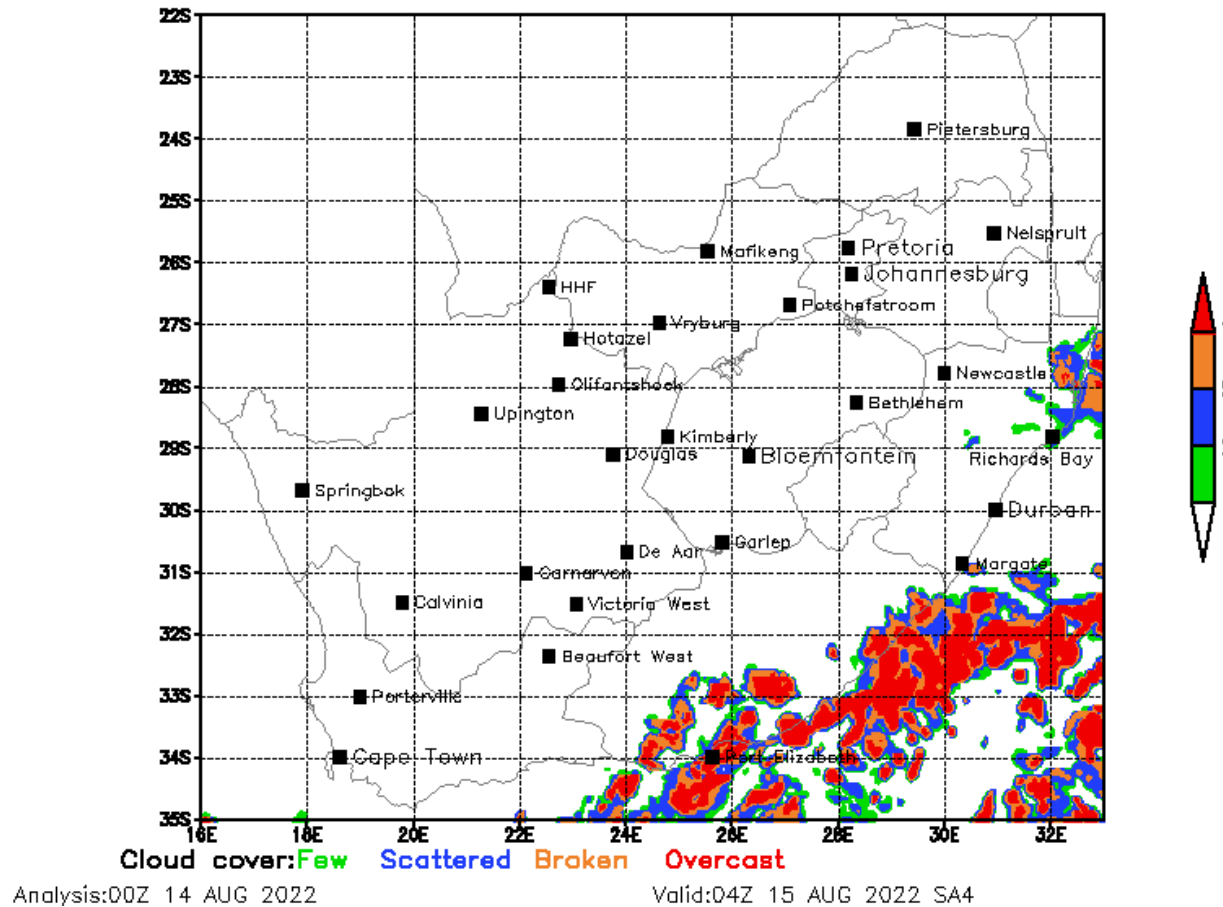 22S
23S
24S
Pietersburg
25S
Nelspruit
Pretoria
Mafikeng
26S
Johannesburg
HHF
Potchefstroom
27S
Vryburg
Hotazel
Newcastle
28S
Olifantshoek
Bethlehem
Upington
Kimberly
29S
Douglas
Bloemfontein
Richards Bay
Springbok
30S
Durban
De Aar
Gariep
Margate
31S
Carnarvon
Calvinia
Victoria West
32S
Beaufort West
33S
Porterville
34S
Cape Town
Port Elizabeth
35S
16E 18E 20E 22E 24E 26E 28E 30E 32E
Cloud cover:Few Scattered Broken Overcast
Analysis:00Z 14 AUG 2022 Valid:04Z 15 AUG 2022 SA4